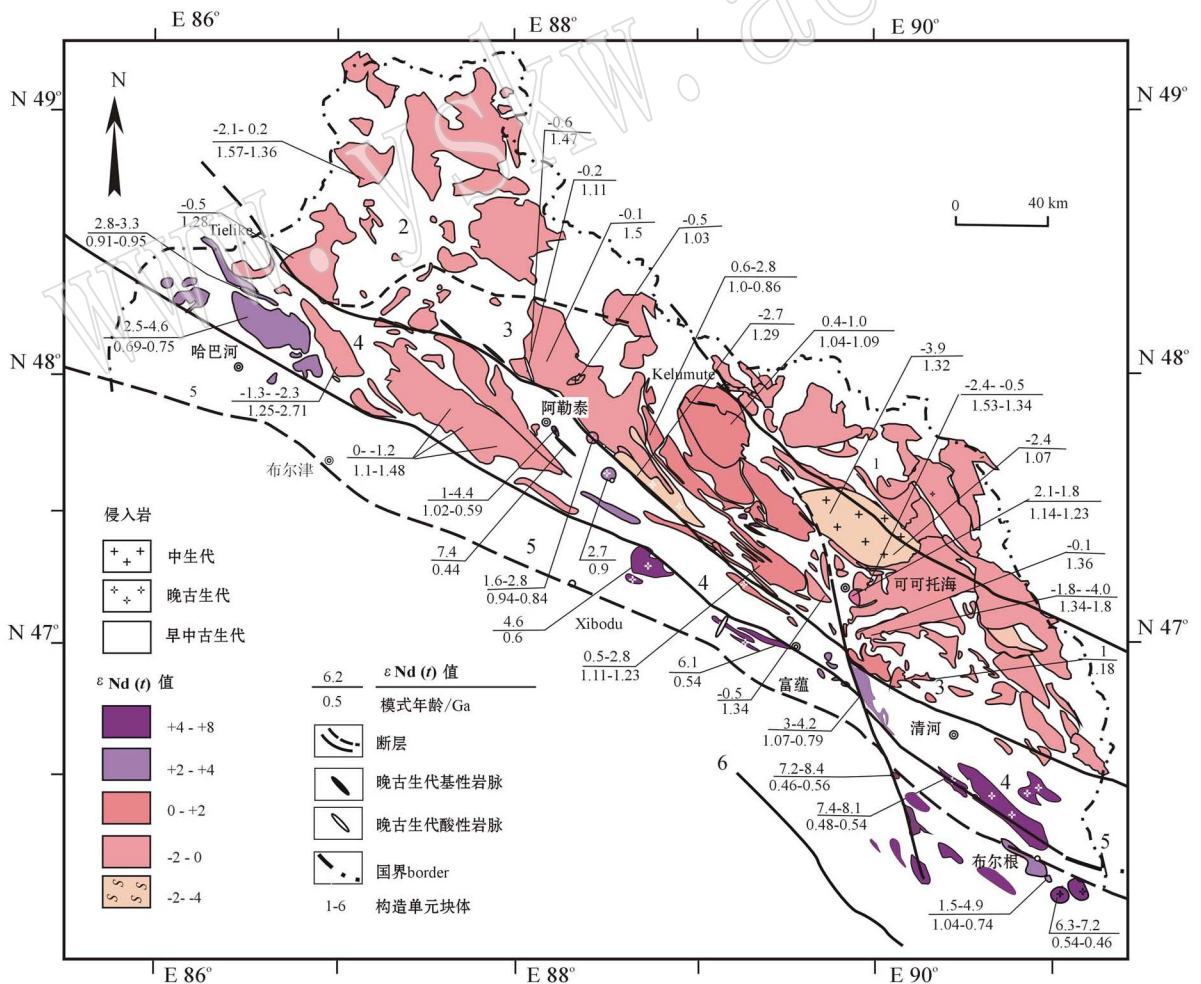 E 86°
E 88°
E 90°
N 49°
N 49°
N
-2.1- 0.2
1.57-1.36
-0.6
1.47
-0.2
1.11
-0.1
1.5
-0.5
1.03
0
40 km
2.8-3.3
0.91-0.95
-0.5
1.28
Tielike
2
0.6-2.8
1.0-0.86
-2.7
1.29
0.4-1.0
1.04-1.09
3
2.5-4.6
0.69-0.75
4
哈巴河
N 48°
N 48°
-3.9
1.32
Kelumute
-2.4- -0.5
1.53-1.34
5
-1.3- -2.3
1.25-2.71
阿勒泰
-2.4
1.07
0- -1.2
1.1-1.48
布尔津
1
2.1-1.8
1.14-1.23
1-4.4
1.02-0.59
侵入岩
中生代
晚古生代
早中古生代
7.4
0.44
5
2.7
0.9
-0.1
1.36
1.6-2.8
0.94-0.84
4
可可托海
-1.8- -4.0
1.34-1.8
4.6
0.6
Xibodu
N 47°
N 47°
0.5-2.8
1.11-1.23
6.1
0.54
1
1.18
富蕴
-0.5
1.34
3
ε Nd (t) 值
6.2
0.5
ε Nd (t) 值
模式年龄/Ga
3-4.2
1.07-0.79
清河
+4 - +8
断层
+2 - +4
晚古生代基性岩脉
6
7.2-8.4
0.46-0.56
4
0 - +2
晚古生代酸性岩脉
7.4-8.1
0.48-0.54
5
-2 - 0
国界border
布尔根
S S S S
-2- -4
1-6
构造单元块体
1.5-4.9
1.04-0.74
6.3-7.2
0.54-0.46
E 86°
E 88°
E 90°